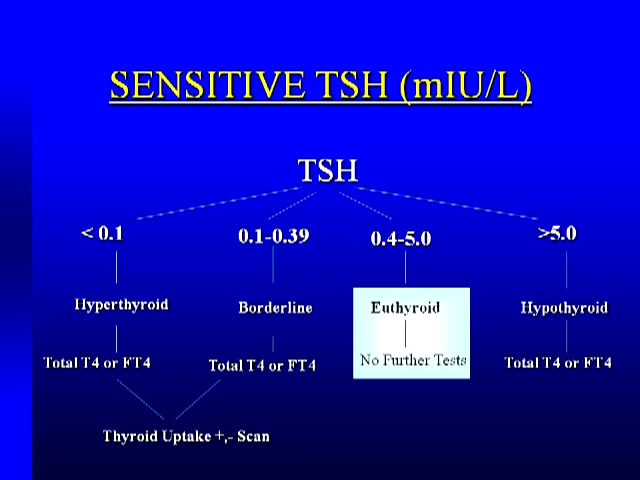 SENSITIVE TSH (mIU/L)
TSH
< 0.1
0.1-0.39
0.4-5.0
>5.0
Hyperthyroid
Borderline
Euthyroid
Hypothyroid
Total T4 or FT4
Total T4 or FT4
No Further Tests
Total T4 or FT4
Thyroid Uptake +,- Scan